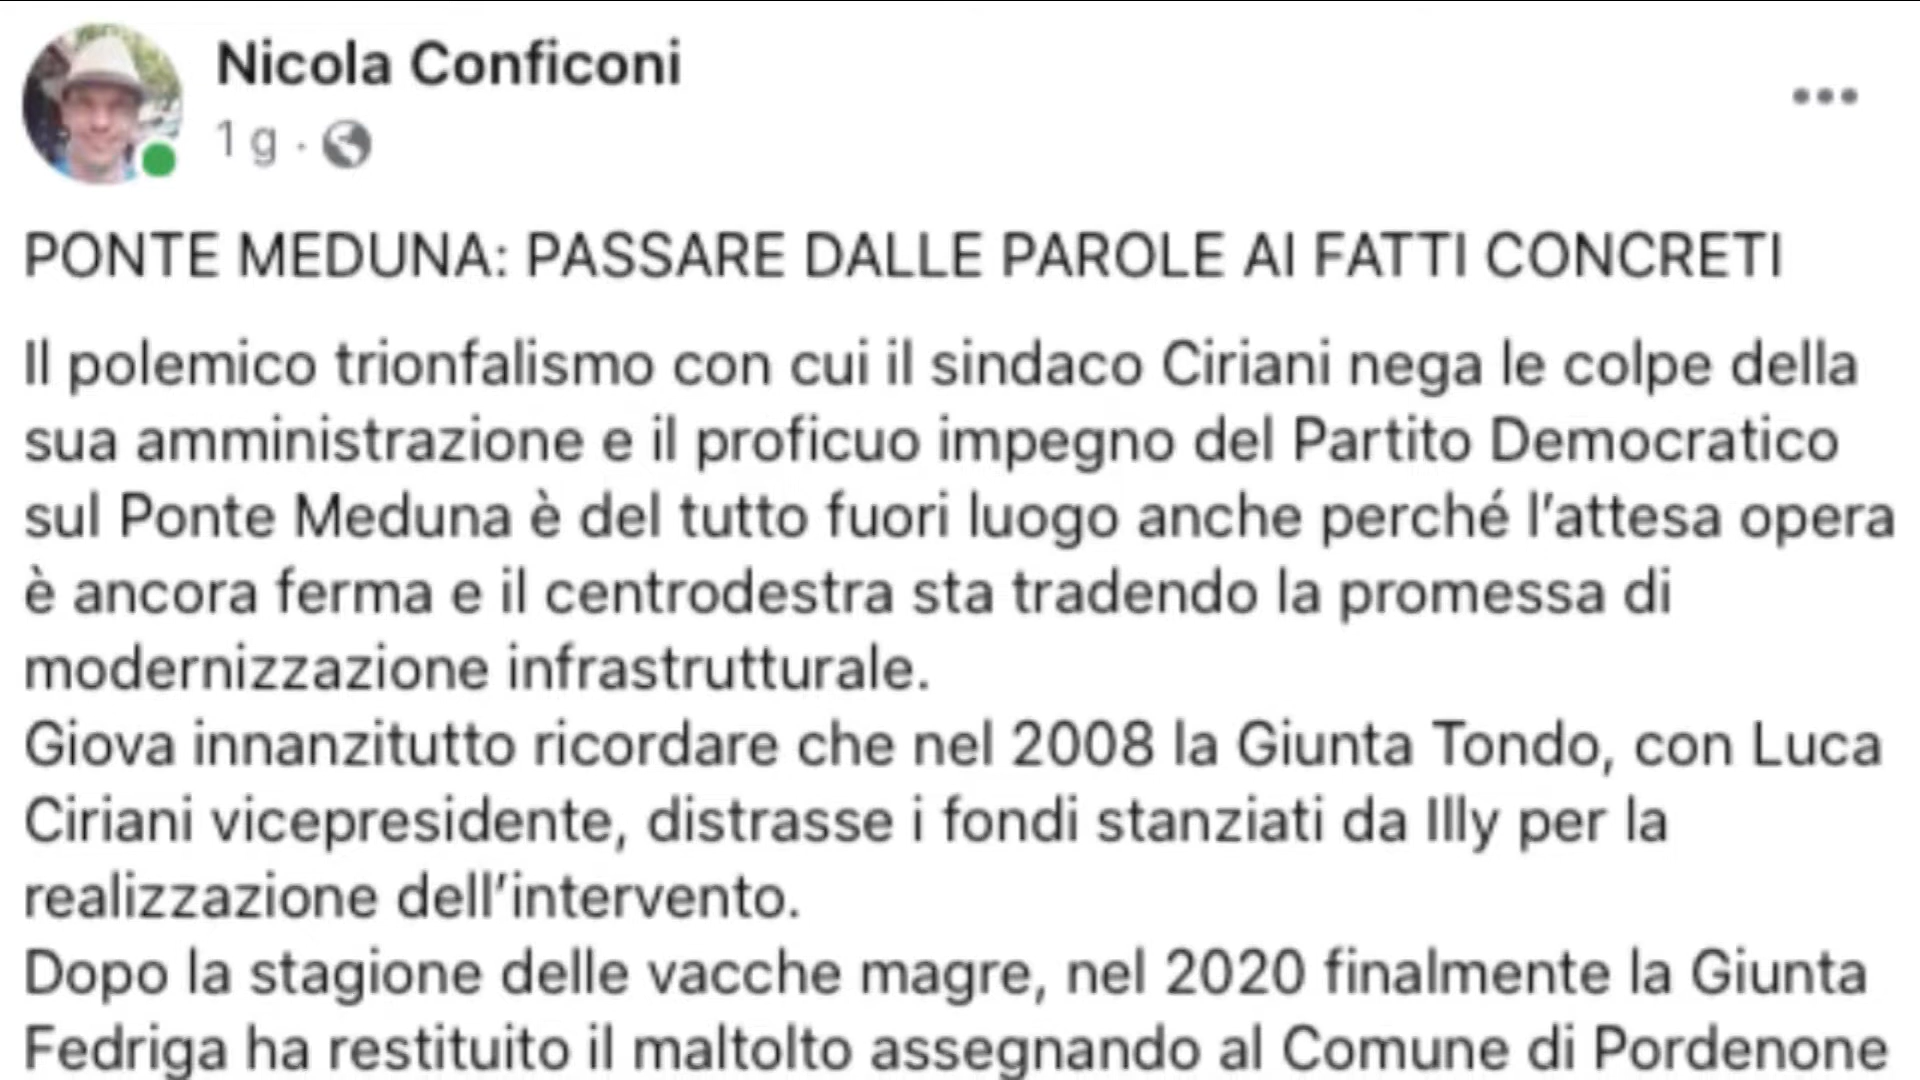 Nicola Conficoni
1 g ·
PONTE MEDUNA: PASSARE DALLE PAROLE AI FATTI CONCRETI
Il polemico trionfalismo con cui il sindaco Ciriani nega le colpe della
sua amministrazione e il proficuo impegno del Partito Democratico
sul Ponte Meduna è del tutto fuori luogo anche perché l'attesa opera
è ancora ferma e il centrodestra sta tradendo la promessa di
modernizzazione infrastrutturale.
Giova innanzitutto ricordare che nel 2008 la Giunta Tondo, con Luca
Ciriani vicepresidente, distrasse i fondi stanziati da Illy per la
realizzazione dell'intervento.
Dopo la stagione delle vacche magre, nel 2020 finalmente la Giunta
Fedriga ha restituito il maltolto assegnando al Comune di Pordenone